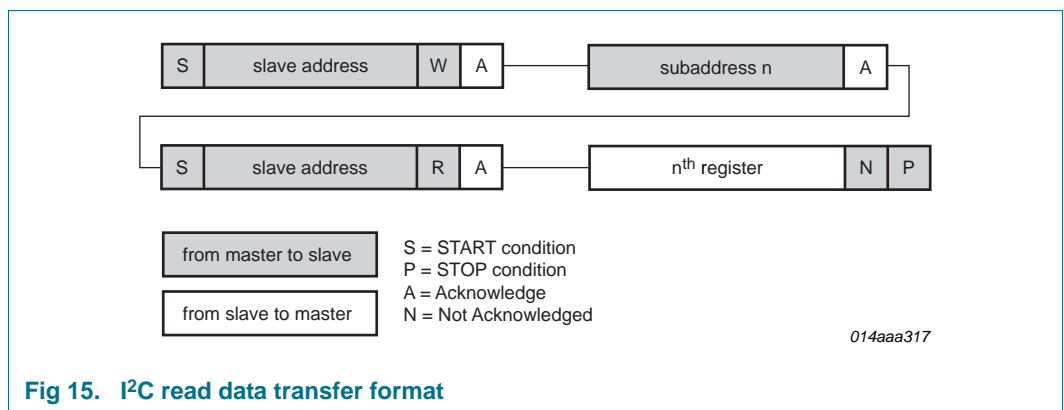 S slave address W A subaddress n A
S slave address R A nth register N P
from master to slave
from slave to master
S = START condition
P = STOP condition
A = Acknowledge
N = Not Acknowledged
014aaa317
Fig 15. I2C read data transfer format